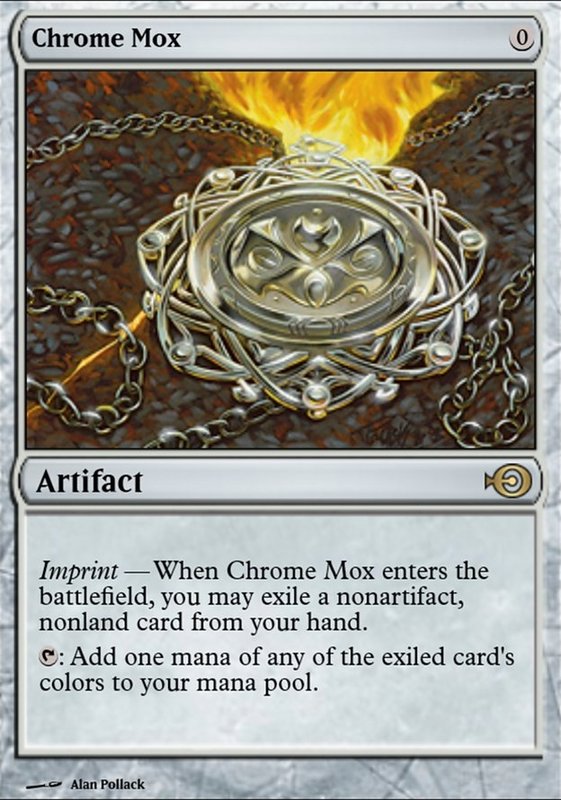 Chrome Mox 0
Artifact
Imprint — When Chrome Mox enters the
battlefield, you may exile a nonartifact,
nonland card from your hand.
: Add one mana of any of the exiled card's
colors to your mana pool.
Alan Pollack